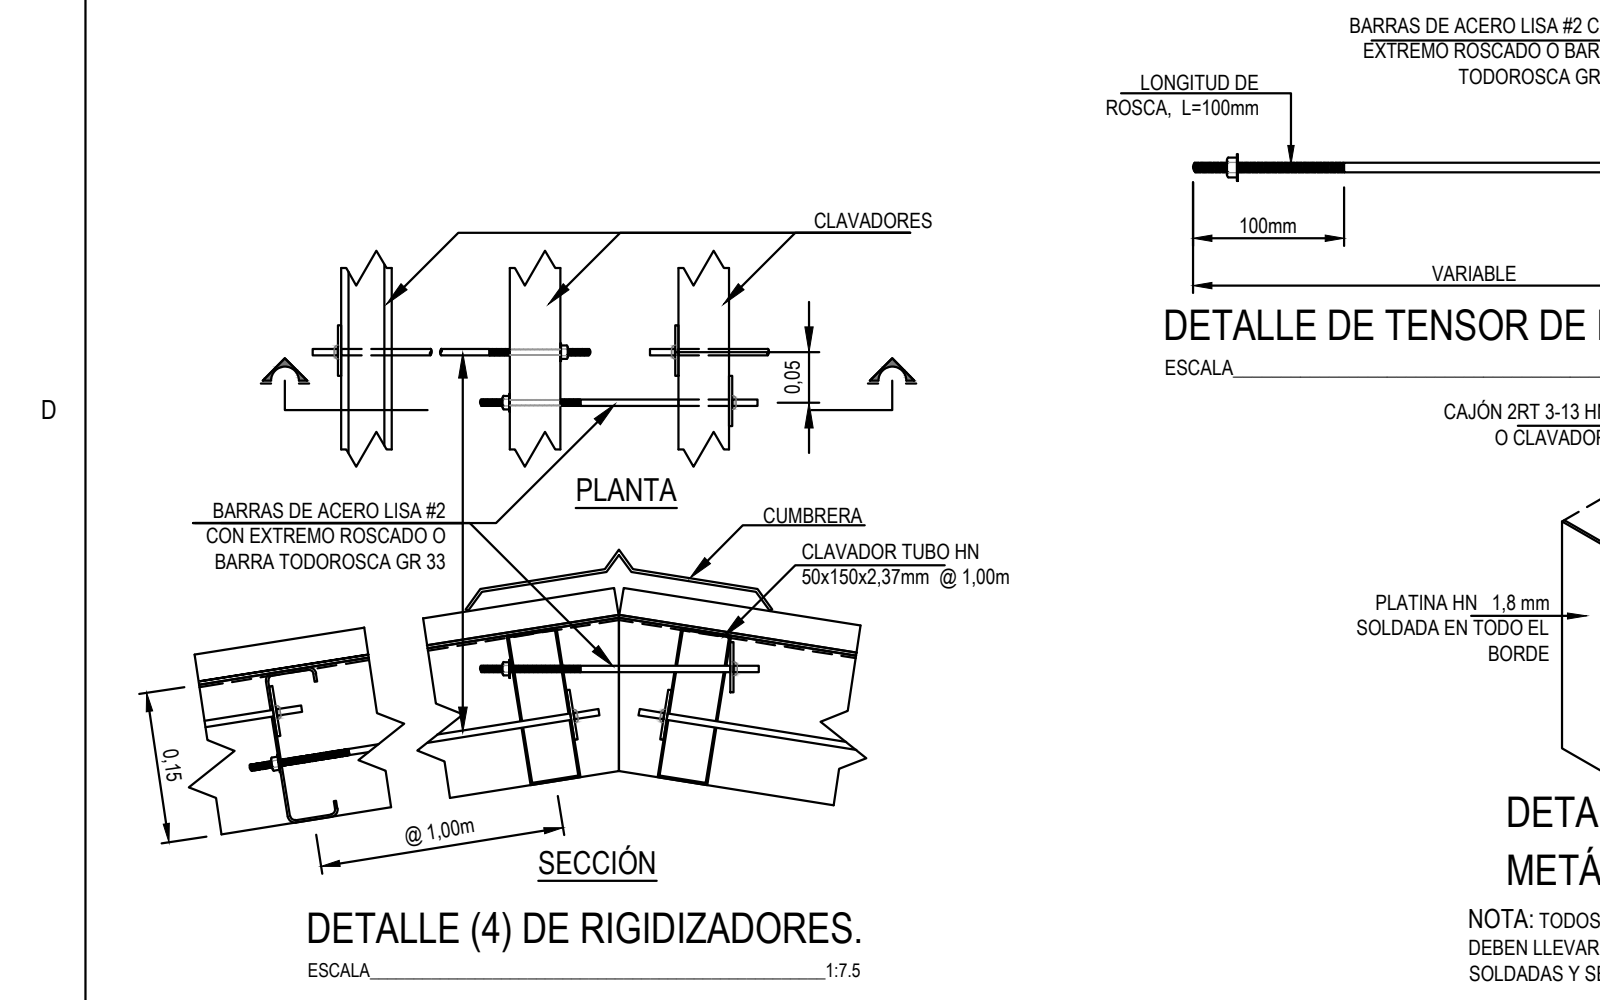 BARRAS DE ACERO LISA #2 C
EXTREMO ROSCADO O BAR
TODOROSCA GR
LONGITUD DE
ROSCA, L=100mm
100mm
VARIABLE
DETALLE DE TENSOR DE
ESCALA
CLAVADORES
0,05
D
PLANTA
BARRAS DE ACERO LISA #2
CON EXTREMO ROSCADO O
BARRA TODOROSCA GR 33
CUMBRERA
CLAVADOR TUBO HN
50x150x2,37mm @ 1,00m
0,15
@ 1,00m
SECCIÓN
DETALLE (4) DE RIGIDIZADORES.
ESCALA 1:7.5
CAJÓN 2RT 3-13 HN
O CLAVADOR
PLATINA HN 1,8 mm
SOLDADA EN TODO EL
BORDE
DETA
METÁ
NOTA: TODOS
DEBEN LLEVAR
SOLDADAS Y SE